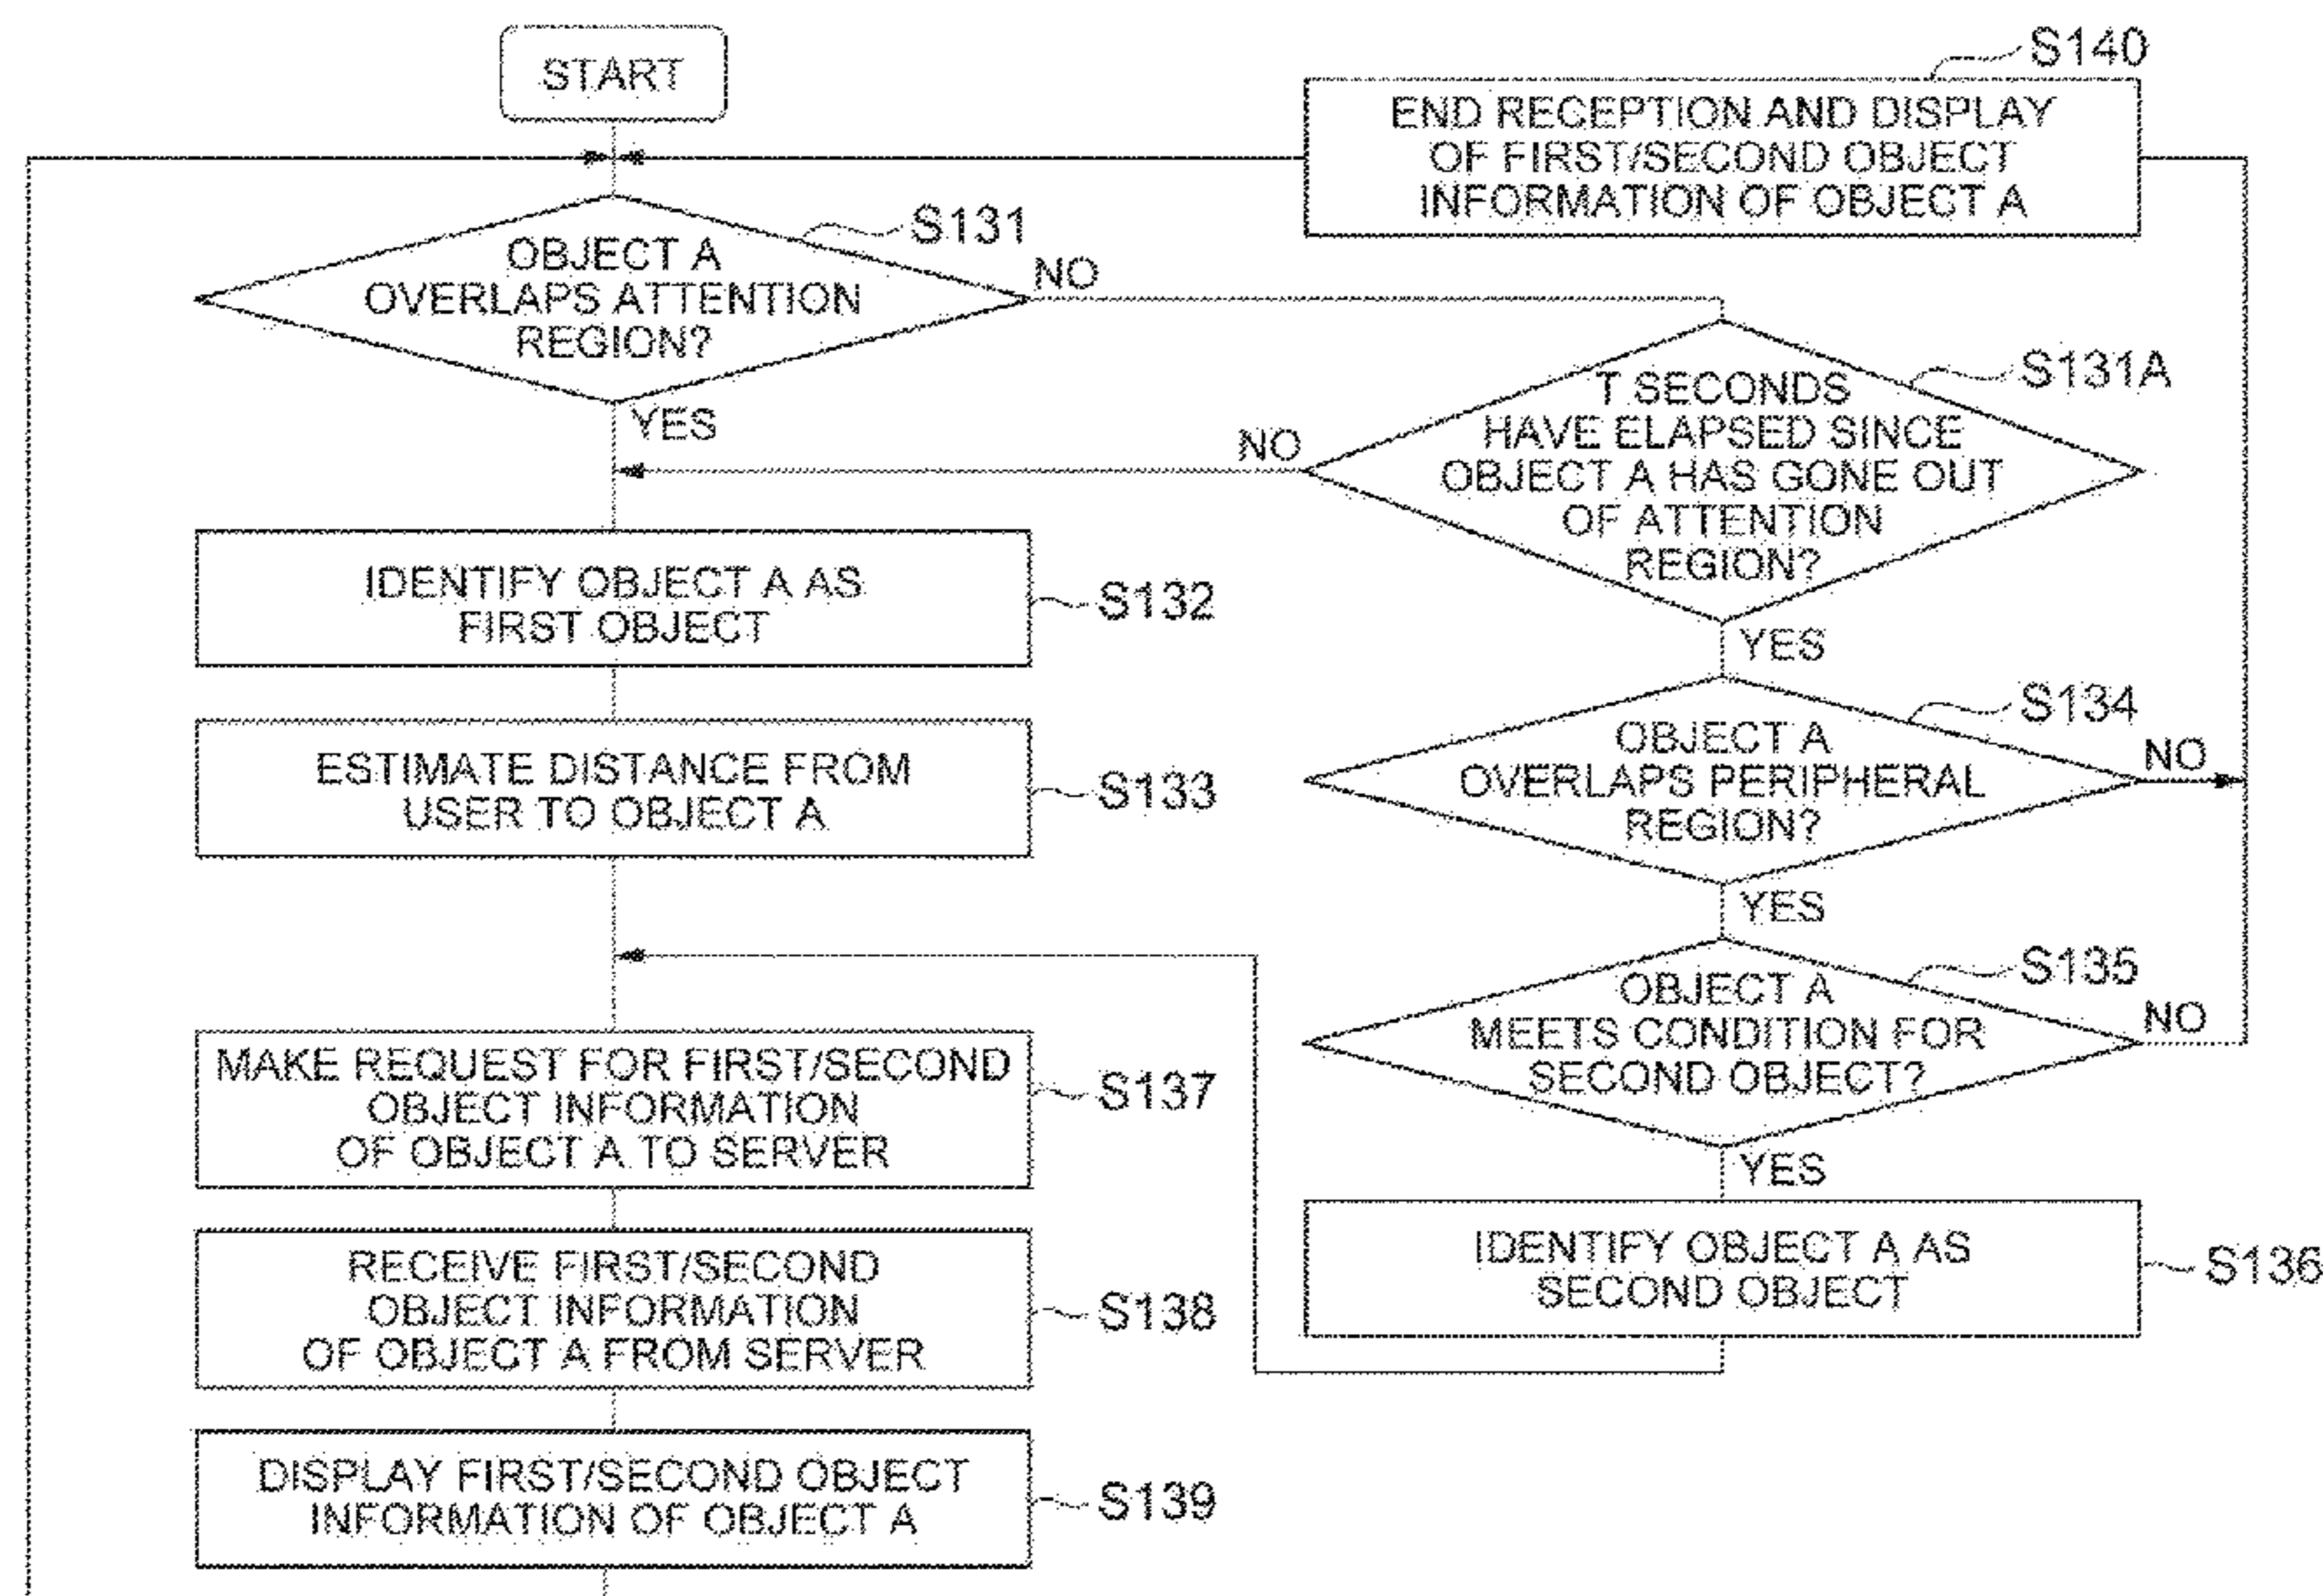 START
S140
END RECEPTION AND DISPLAY
OF FIRST/SECOND OBJECT
INFORMATION OF OBJECT A
S131
OBJECT A
OVERLAPS ATTENTION
REGION?
NO
YES
S131A
T SECONDS
HAVE ELAPSED SINCE
OBJECT A HAS GONE OUT
OF ATTENTION
REGION?
NO
YES
IDENTIFY OBJECT A AS
FIRST OBJECT
S132
S134
OBJECT A
OVERLAPS PERIPHERAL
REGION?
NO
YES
ESTIMATE DISTANCE FROM
USER TO OBJECT A
S133
S135
OBJECT A
MEETS CONDITION FOR
SECOND OBJECT?
NO
YES
MAKE REQUEST FOR FIRST/SECOND
OBJECT INFORMATION
OF OBJECT A TO SERVER
S137
IDENTIFY OBJECT A AS
SECOND OBJECT
S136
RECEIVE FIRST/SECOND
OBJECT INFORMATION
OF OBJECT A FROM SERVER
S138
DISPLAY FIRST/SECOND OBJECT
INFORMATION OF OBJECT A
S139